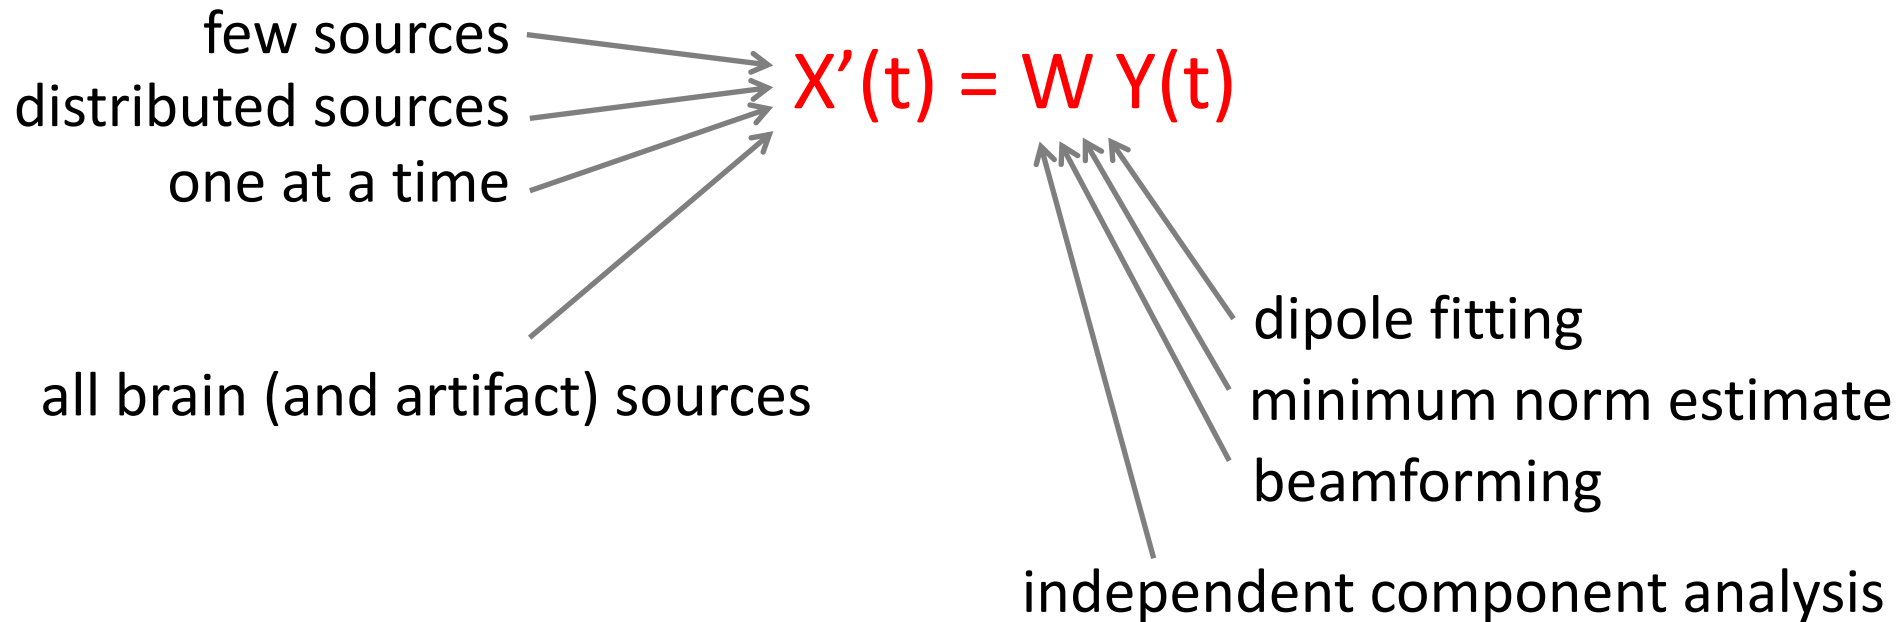 few sources
distributed sources
one at a time
X’(t) = W Y(t)
all brain (and artifact) sources
dipole fitting
minimum norm estimate
beamforming
independent component analysis